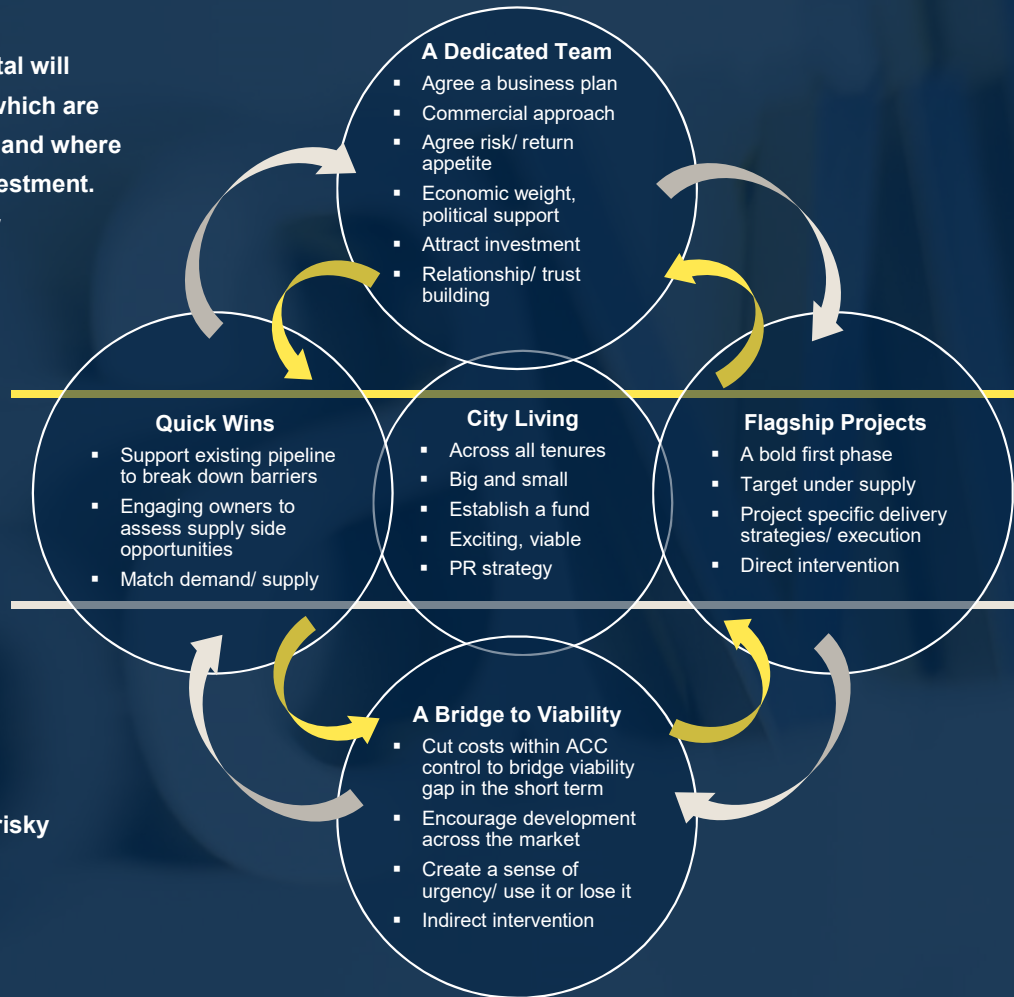 tal will
which are
and where
estment.
A Dedicated Team
▪ Agree a business plan
▪ Commercial approach
▪ Agree risk/ return
appetite
▪ Economic weight,
political support
▪ Attract investment
▪ Relationship/ trust
building
Quick Wins
▪ Support existing pipeline
to break down barriers
▪ Engaging owners to
assess supply side
opportunities
▪ Match demand/ supply
City Living
▪ Across all tenures
▪ Big and small
▪ Establish a fund
▪ Exciting, viable
▪ PR strategy
Flagship Projects
▪ A bold first phase
▪ Target under supply
▪ Project specific delivery
strategies/ execution
▪ Direct intervention
A Bridge to Viability
▪ Cut costs within ACC
control to bridge viability
gap in the short term
▪ Encourage development
across the market
▪ Create a sense of
urgency/ use it or lose it
▪ Indirect intervention
risky